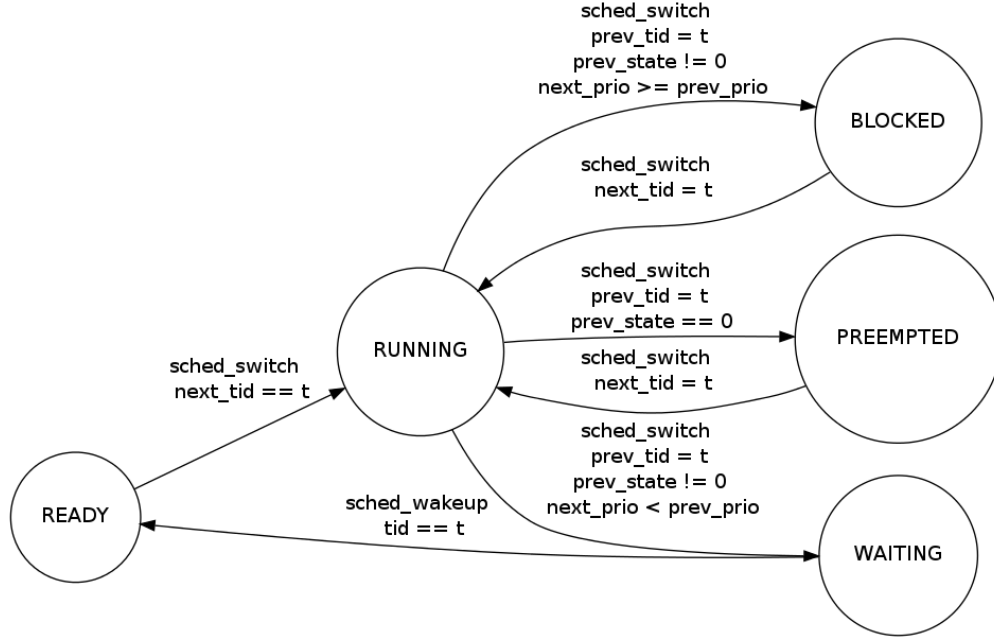 sched_switch
prev_tid = t
prev_state != 0
next_prio >= prev_prio
BLOCKED
sched_switch
next_tid = t
sched_switch
prev_tid = t
prev_state == 0
PREEMPTED
RUNNING
sched_switch
next_tid = t
sched_switch
next_tid == t
sched_switch
prev_tid = t
prev_state != 0
next_prio < prev_prio
READY
sched_wakeup
tid == t
WAITING